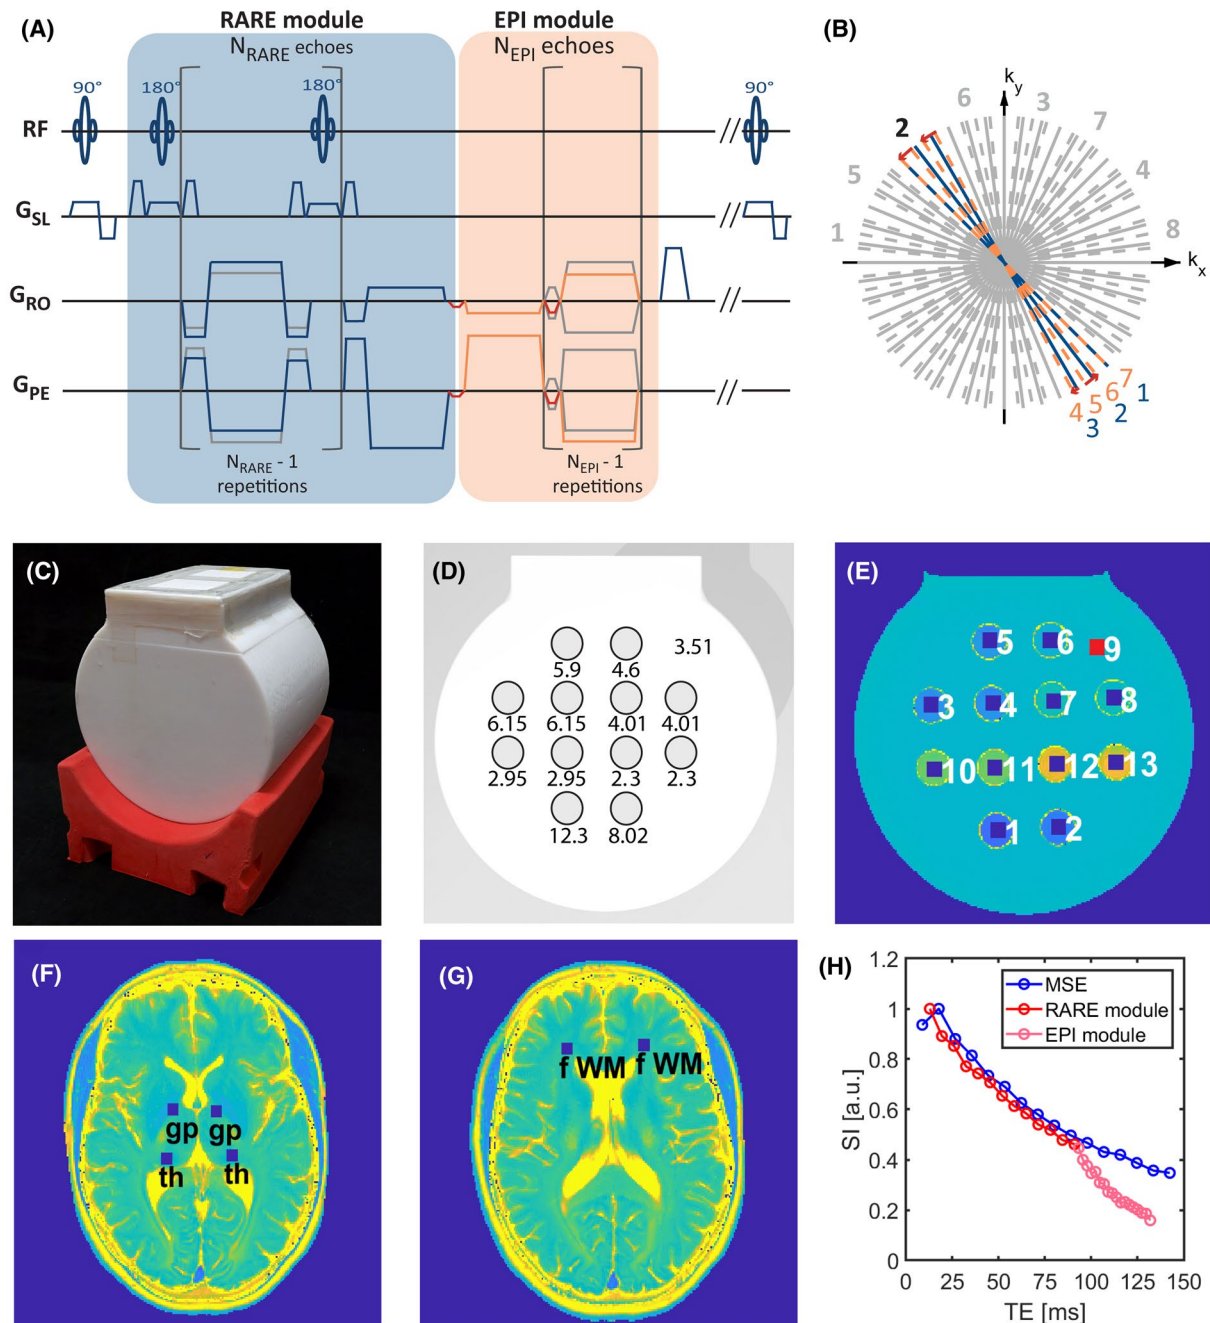 (A)
RARE module
N_RARE echoes
EPI module
N_EPI echoes
90°
180°
180°
90°
RF
//
G_SL
//
G_RO
//
G_PE
//
N_RARE - 1
repetitions
N_EPI - 1
repetitions
(B)
k_y
6
3
2
7
5
4
1
8
k_x
7
1
6
5
2
4
3
(C)
(D)
3.51
5.9
4.6
6.15
6.15
4.01
4.01
2.95
2.95
2.3
2.3
12.3
8.02
(E)
5
6
9
3
4
7
8
10
11
12
13
1
2
(F)
gp
gp
th
th
(G)
f WM
f WM
(H)
1.2
1
0.8
0.6
0.4
0.2
0
SI [a.u.]
MSE
RARE module
EPI module
0
25
50
75
100
125
150
TE [ms]